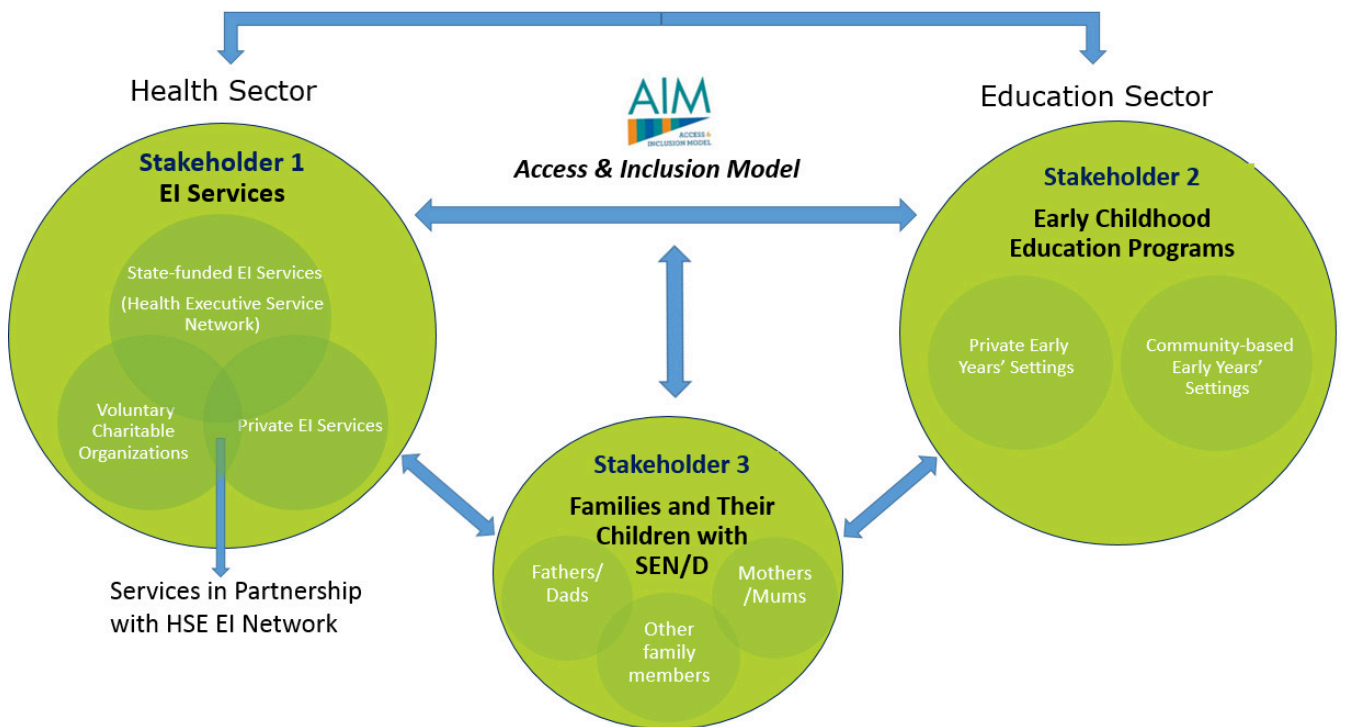 Health Sector
Education Sector
AIM
ACCESS &
INCLUSION MODEL
Access & Inclusion Model
Stakeholder 1
EI Services
State-funded EI Services
(Health Executive Service
Network)
Voluntary
Charitable
Organizations
Private EI Services
Services in Partnership
with HSE EI Network
Stakeholder 2
Early Childhood
Education Programs
Private Early
Years’ Settings
Community-based
Early Years’
Settings
Stakeholder 3
Families and Their
Children with
SEN/D
Fathers/
Dads
Mothers
/Mums
Other
family
members